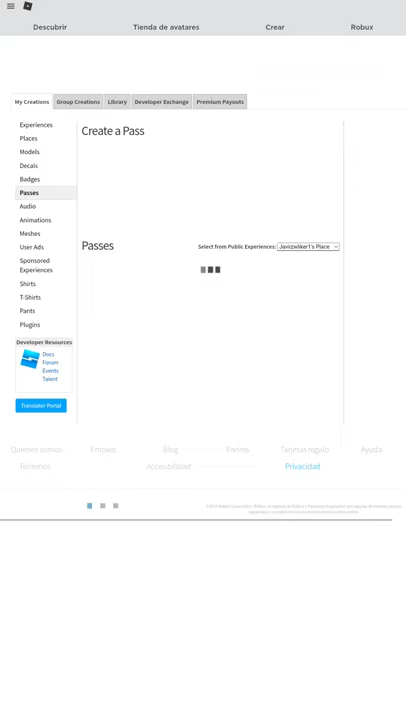 Descubrir Tienda de avatares Crear Robux
My Creations Group Creations Library Developer Exchange Premium Payouts
Experiences
Places
Models
Decals
Badges
Passes
Audio
Animations
Meshes
User Ads
Sponsored
Experiences
Shirts
T-Shirts
Pants
Plugins
Developer Resources
Docs
Forum
Events
Talent
Translator Portal
Create a Pass
Passes
Select from Public Experiences: Javiizwliker1's Place
Quienes somos Empleo Blog Padres Tarjetas regalo Ayuda
Términos Accesibilidad Privacidad